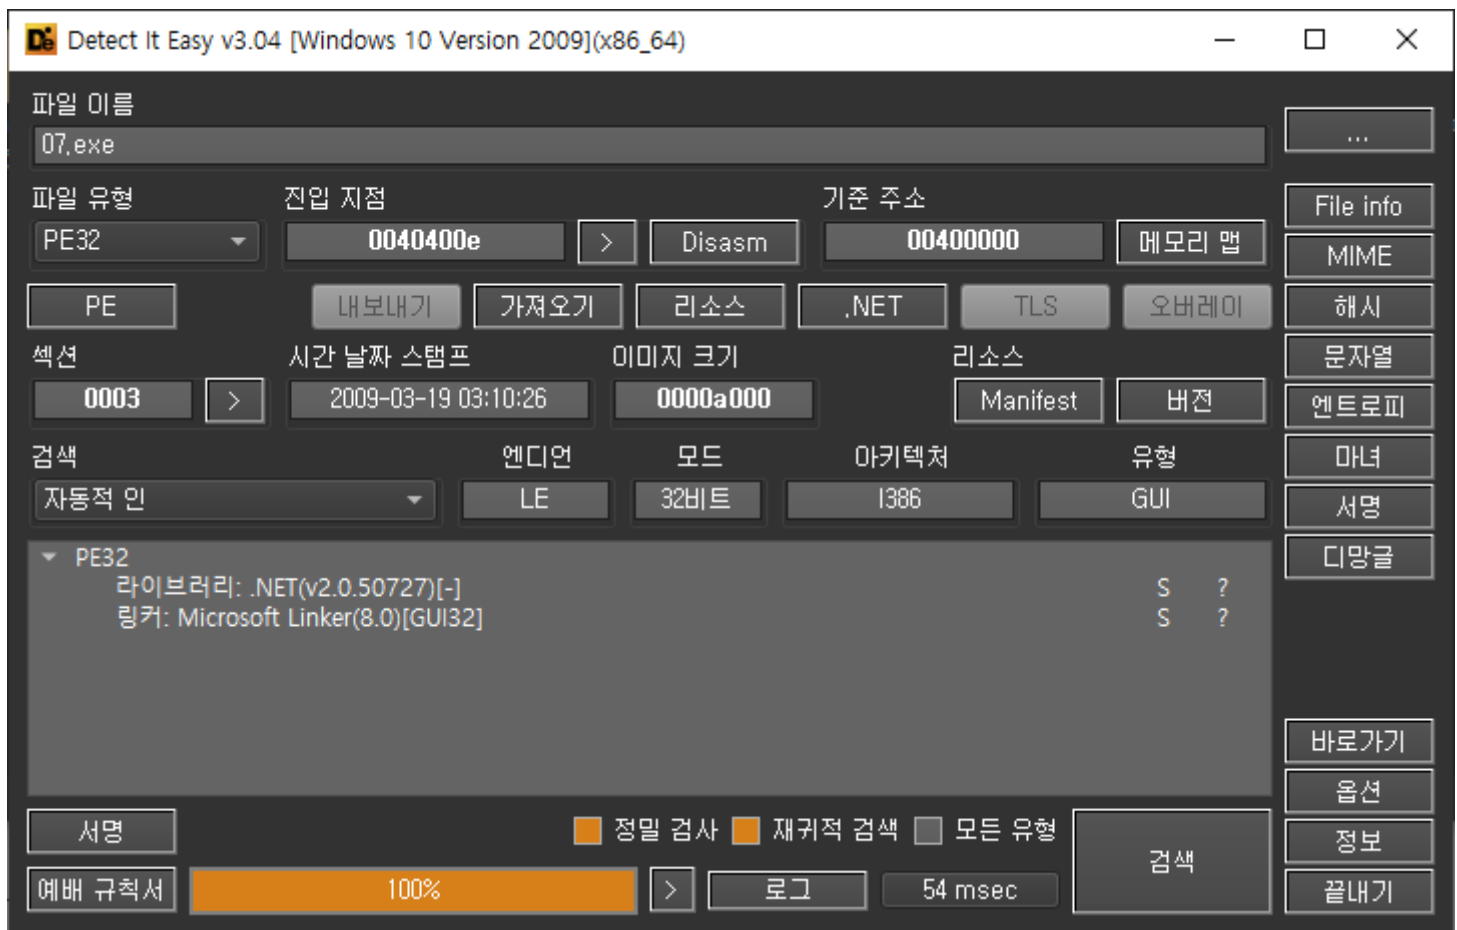 Detect It Easy v3.04 [Windows 10 Version 2009](x86_64)
파일 이름
07.exe
...
파일 유형 진입 지점 기준 주소
PE32 0040400e > Disasm 00400000 메모리 맵
File info
MIME
PE 내보내기 가져오기 리소스 .NET TLS 오버레이
해시
섹션 시간 날짜 스탬프 이미지 크기 리소스
문자열
0003 > 2009-03-19 03:10:26 0000a000 Manifest 버전
엔트로피
검색 엔디언 모드 아키텍처 유형
마녀
자동적 인 LE 32비트 I386 GUI
서명
PE32
디망글
라이브러리: .NET(v2.0.50727)[-] S ?
링커: Microsoft Linker(8.0)[GUI32] S ?
바로가기
옵션
서명 정밀 검사 재귀적 검색 모든 유형
정보
검색
예배 규칙서 100% > 로그 54 msec
끝내기